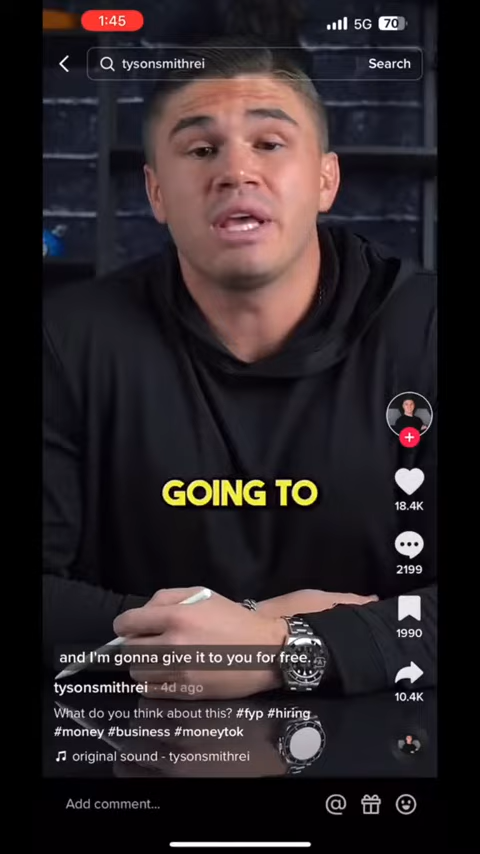 1:45
5G
70
tysonsmithrei
Search
GOING TO
18.4K
2199
1990
10.4K
and I'm gonna give it to you for free,
tysonsmithrei · 4d ago
What do you think about this? #fyp #hiring
#money #business #moneytok
original sound - tysonsmithrei
Add comment...